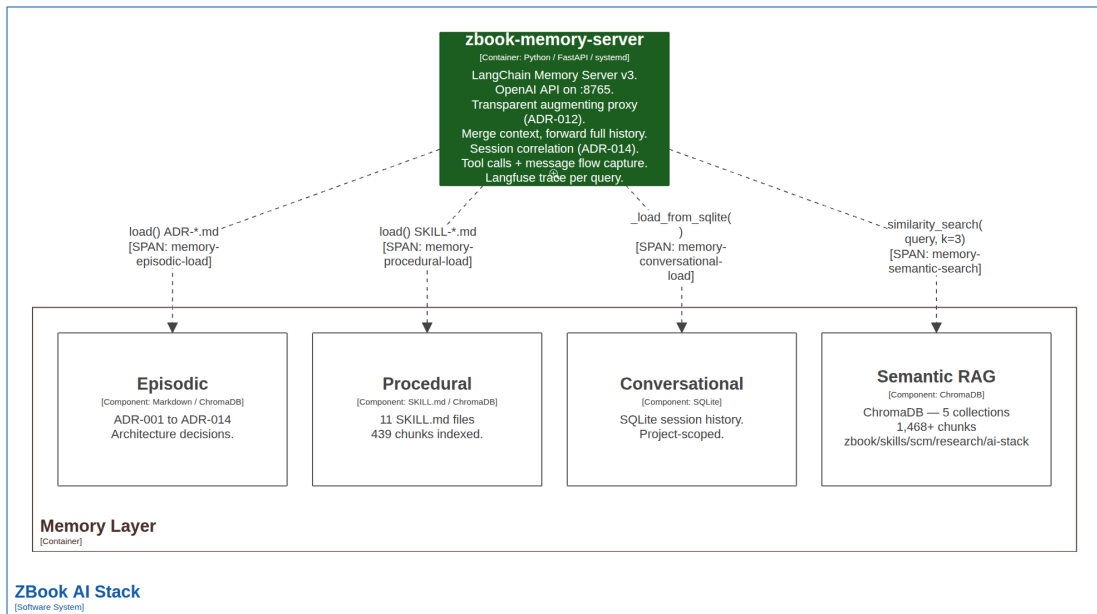 zbook-memory-server
[Container: Python / FastAPI / systemd]
LangChain Memory Server v3.
OpenAI API on :8765.
Transparent augmenting proxy
(ADR-012).
Merge context, forward full history.
Session correlation (ADR-014).
Tool calls + message flow capture.
Langfuse trace per query.
load() ADR-*.md
[SPAN: memory-
episodic-load]
load() SKILL-*.md
[SPAN: memory-
procedural-load]
_load_from_sqlite(
)
[SPAN: memory-
conversational-
load]
similarity_search(
query, k=3)
[SPAN: memory-
semantic-search]
Episodic
[Component: Markdown / ChromaDB]
ADR-001 to ADR-014
Architecture decisions.
Procedural
[Component: SKILL.md / ChromaDB]
11 SKILL.md files
439 chunks indexed.
Conversational
[Component: SQLite]
SQLite session history.
Project-scoped.
Semantic RAG
[Component: ChromaDB]
ChromaDB — 5 collections
1,468+ chunks
zbook/skills/scm/research/ai-stack
Memory Layer
[Container]
ZBook AI Stack
[Software System]